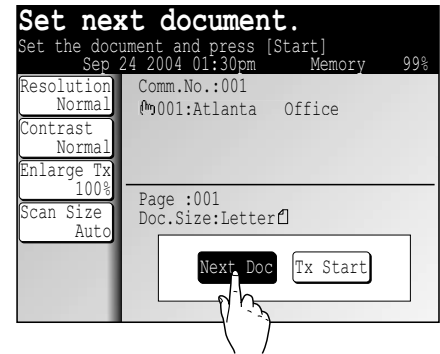 Set next document.
Set the document and press [Start]
Sep 24 2004 01:30pm Memory 99%
Resolution
Normal
Contrast
Normal
Enlarge Tx
100%
Scan Size
Auto
Comm.No.:001
001:Atlanta Office
Page :001
Doc.Size:Letter
Next Doc
Tx Start